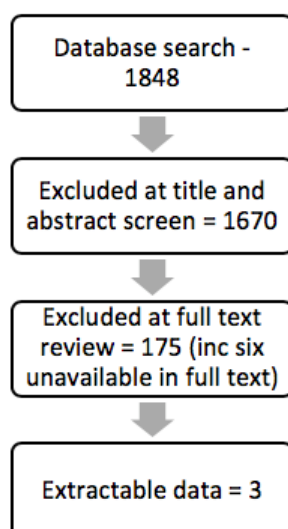 Database search -
1848
Excluded at title and
abstract screen = 1670
Excluded at full text
review = 175 (inc six
unavailable in full text)
Extractable data = 3